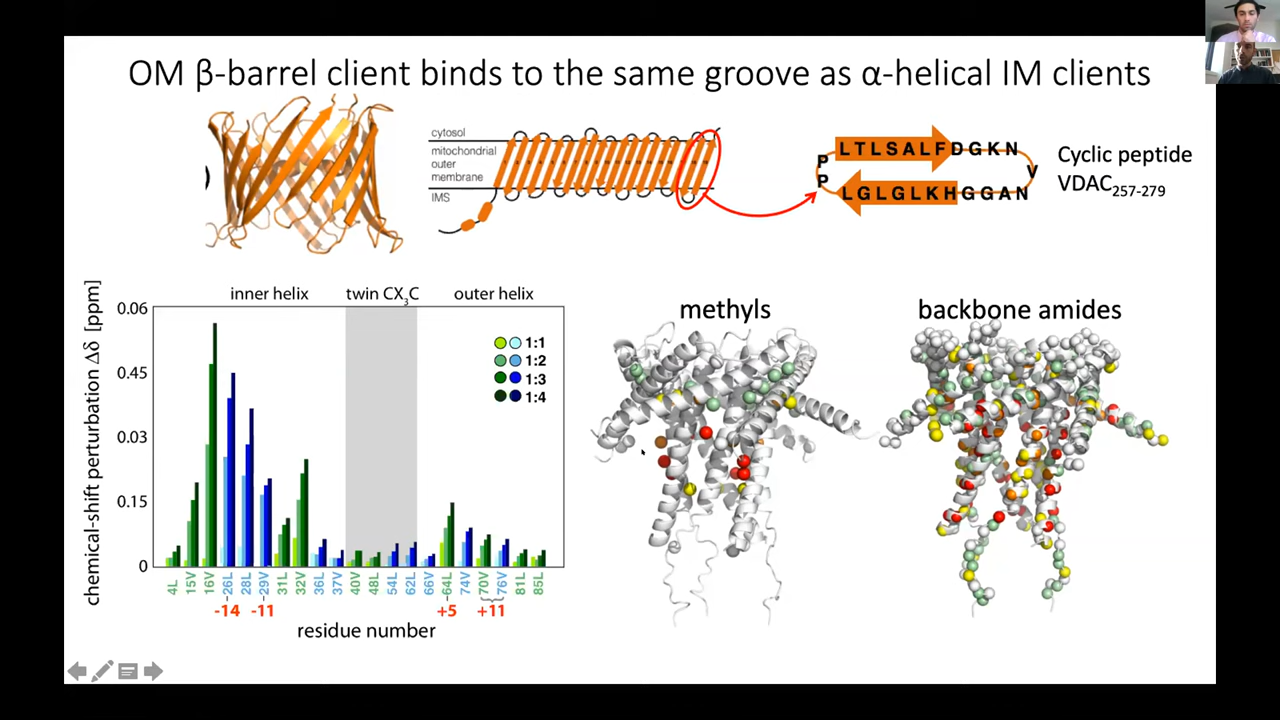 OM β-barrel client binds to the same groove as α-helical IM clients
cytosol
mitochondrial
outer
membrane
IMS
P L T L S A L F D G K N
V
P L G L G L K H G G A N
Cyclic peptide
VDAC257-279
inner helix twin CX3C outer helix
methyls
backbone amides
chemical-shift perturbation Δδ [ppm]
0.06
0.45
0.03
0.15
0
1:1
1:2
1:3
1:4
4L 15V 16V 26L 28L 29V 31L 32V 36L 37V 40V 48L 54L 62L 66V 64L 74V 70V 76V 81L 85L
-14 -11 +5 +11
residue number